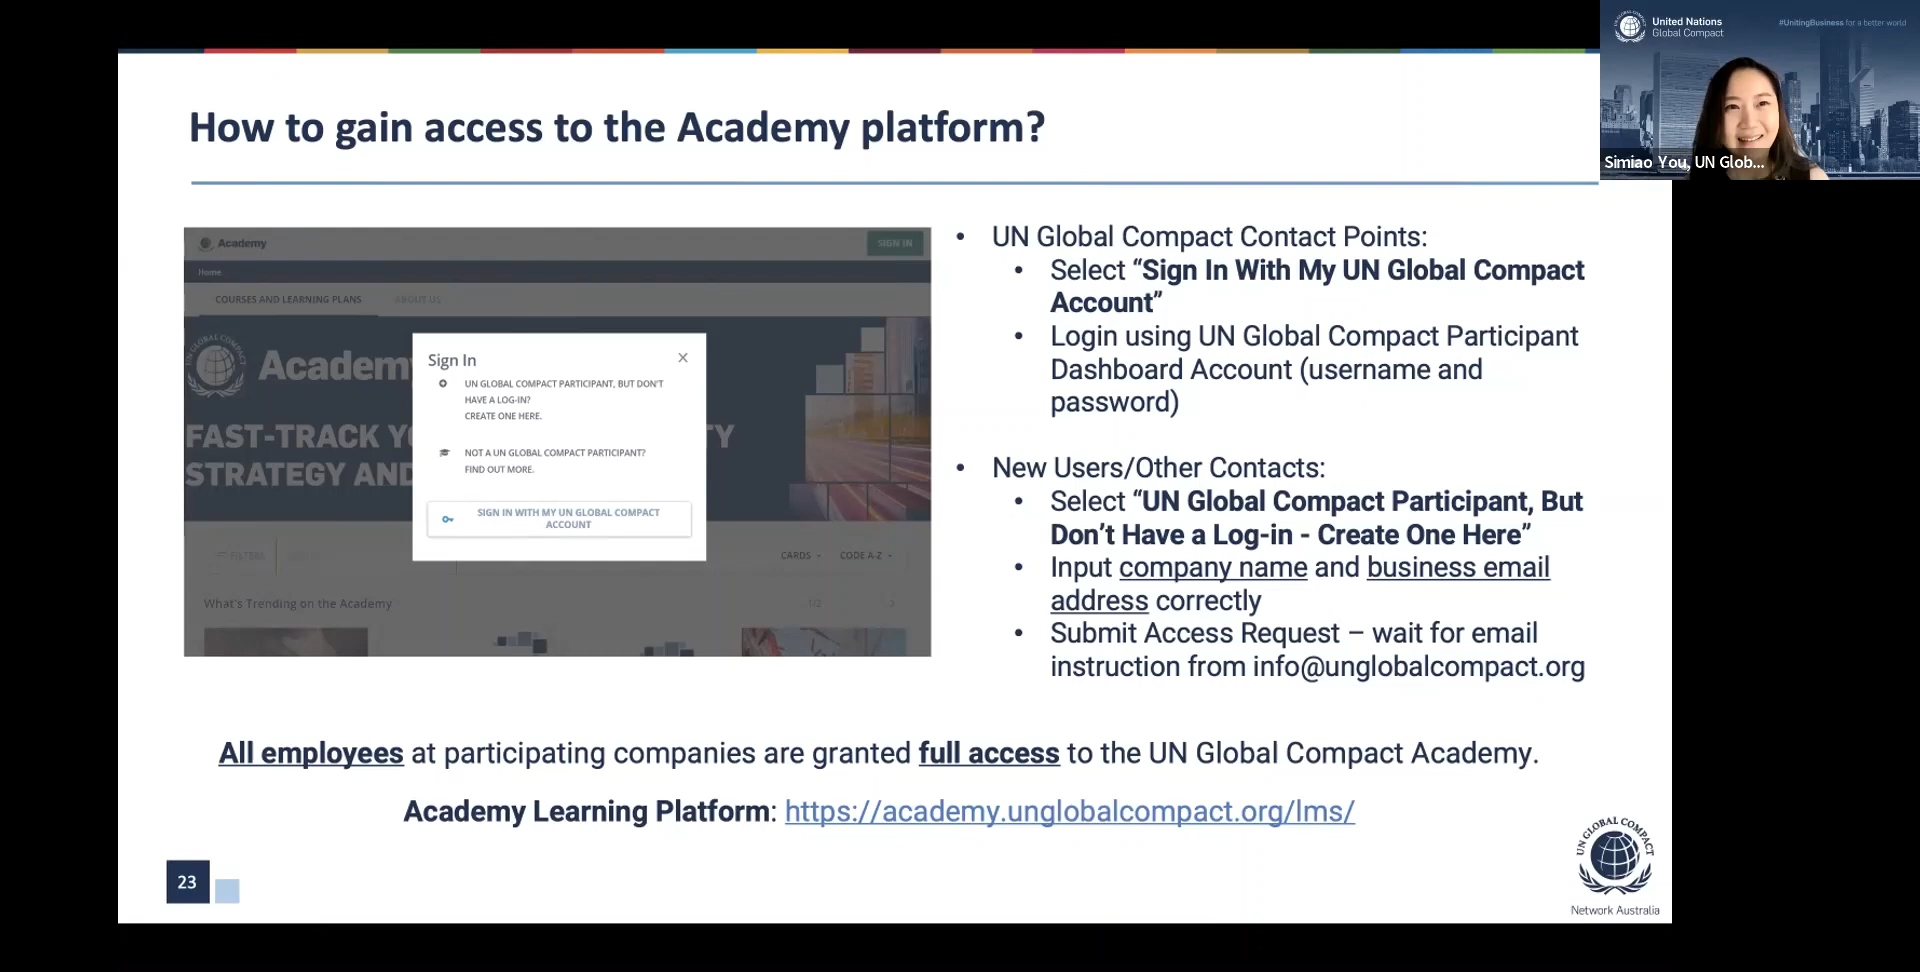 United Nations
Global Compact
#UnitingBusiness for a better world
Simiao You, UN Glob...
How to gain access to the Academy platform?
Academy
SIGN IN
Home
COURSES AND LEARNING PLANS
ABOUT US
UN GLOBAL COMPACT
Academ
FAST-TRACK Y
TY
STRATEGY AND
Sign In
UN GLOBAL COMPACT PARTICIPANT, BUT DON'T
HAVE A LOG-IN?
CREATE ONE HERE.
NOT A UN GLOBAL COMPACT PARTICIPANT?
FIND OUT MORE.
SIGN IN WITH MY UN GLOBAL COMPACT
ACCOUNT
FILTERS
CARDS
CODE A-Z
What's Trending on the Academy
1/2
• UN Global Compact Contact Points:
• Select “Sign In With My UN Global Compact
Account”
• Login using UN Global Compact Participant
Dashboard Account (username and
password)
• New Users/Other Contacts:
• Select “UN Global Compact Participant, But
Don’t Have a Log-in - Create One Here”
• Input company name and business email
address correctly
• Submit Access Request – wait for email
instruction from info@unglobalcompact.org
All employees at participating companies are granted full access to the UN Global Compact Academy.
Academy Learning Platform: https://academy.unglobalcompact.org/lms/
23
UN GLOBAL COMPACT
Network Australia